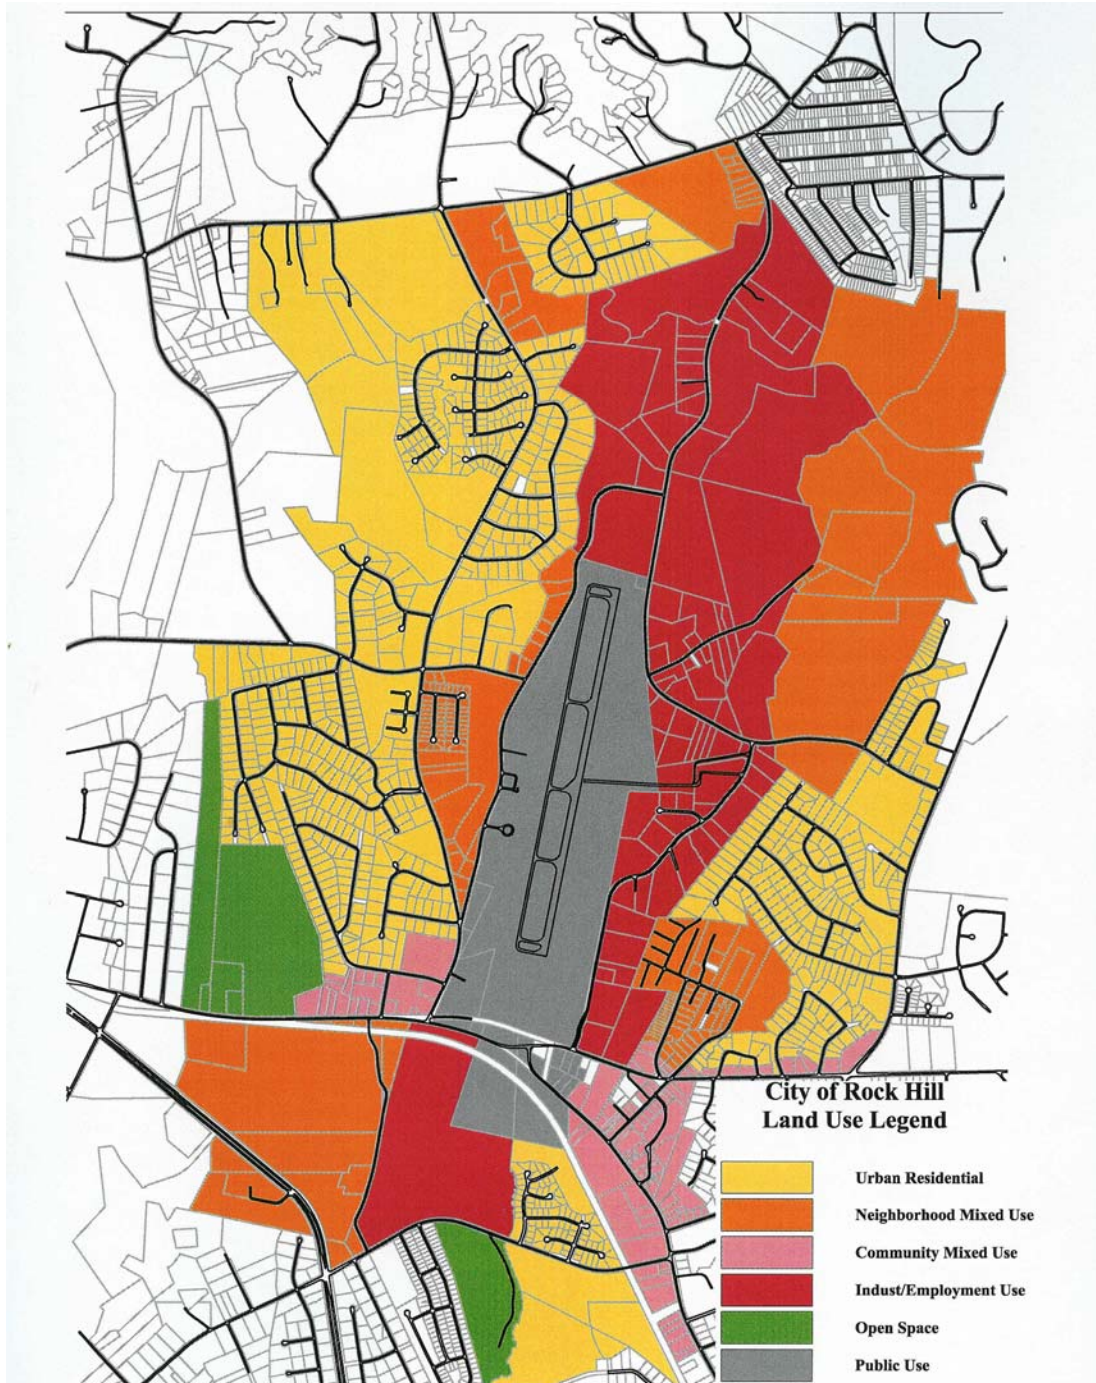 City of Rock Hill
Land Use Legend
Urban Residential
Neighborhood Mixed Use
Community Mixed Use
Indust/Employment Use
Open Space
Public Use